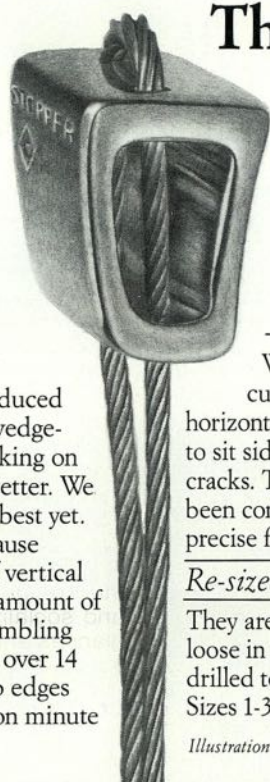 Th
STOPPER
duced
wedge-
king on
etter. We
best yet.
ause
f vertical
amount of
mbling
over 14
p edges
on minute
W
cu
horizont
to sit sid
cracks. T
been con
precise f
Re-size
They are
loose in
drilled to
Sizes 1-3
Illustration